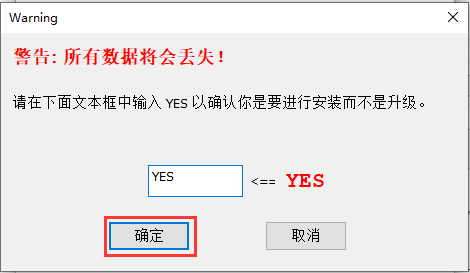 Warning
警告: 所有数据将会丢失!
请在下面文本框中输入 YES 以确认你是要进行安装而不是升级。
YES <== YES
确定 取消